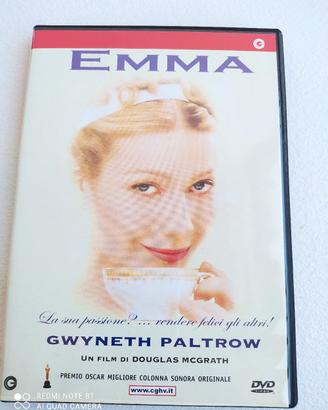 EMMA
La sua passione? ... rendere felici gli altri!
GWYNETH PALTROW
UN FILM DI DOUGLAS MCGRATH
PREMIO OSCAR MIGLIORE COLONNA SONORA ORIGINALE
www.cghv.it
DVD
REDMI NOTE 8T
AI QUAD CAMERA